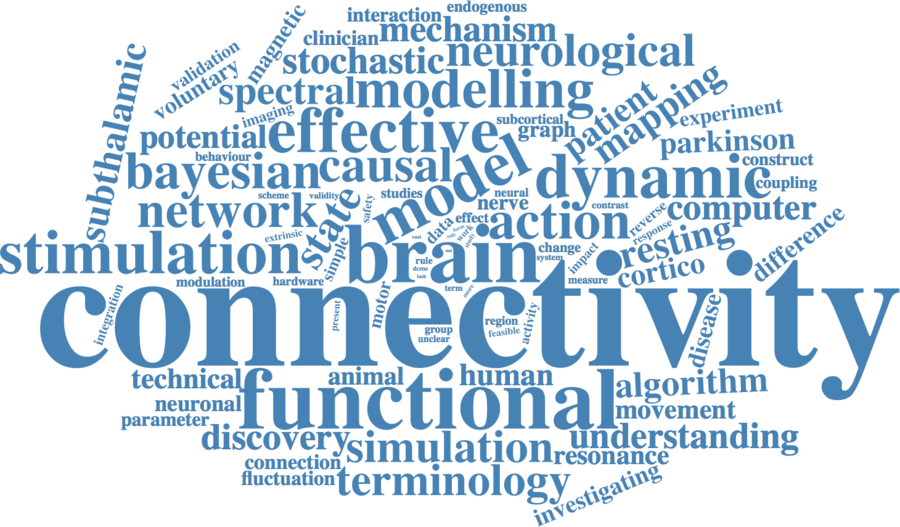 endogenous
interaction
magnetic
mechanism
clinician
neurological
stochastic
validation
voluntary
subthalamic
spectral
modelling
patient
mapping
imaging
experiment
effective
subcortical
graph
potential
parkinson
behaviour
causal
construct
bayesian
model
dynamic
coupling
scheme
validity
studies
neural
nerve
state
safety
contrast
reverse
computer
network
effect
action
data
work
response
extrinsic
simple
brain
change
system
impact
resting
difference
stimulation
rule
dcms
task
cortico
modulation
hardware
measure
term
more
connectivity
integration
present
motor
group
unclear
region
feasible
activity
disease
technical
animal
human
algorithm
neuronal
functional
movement
parameter
discovery
simulation
understanding
connection
resonance
fluctuation
terminology
investigating